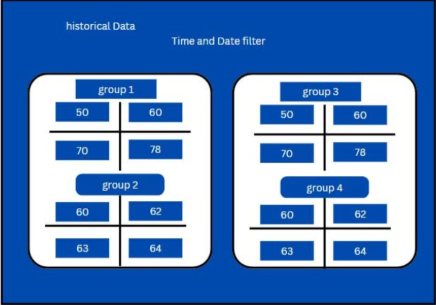 historical Data
Time and Date filter
group 1
50 60
70 78
group 2
60 62
63 64
group 3
50 60
70 78
group 4
60 62
63 64